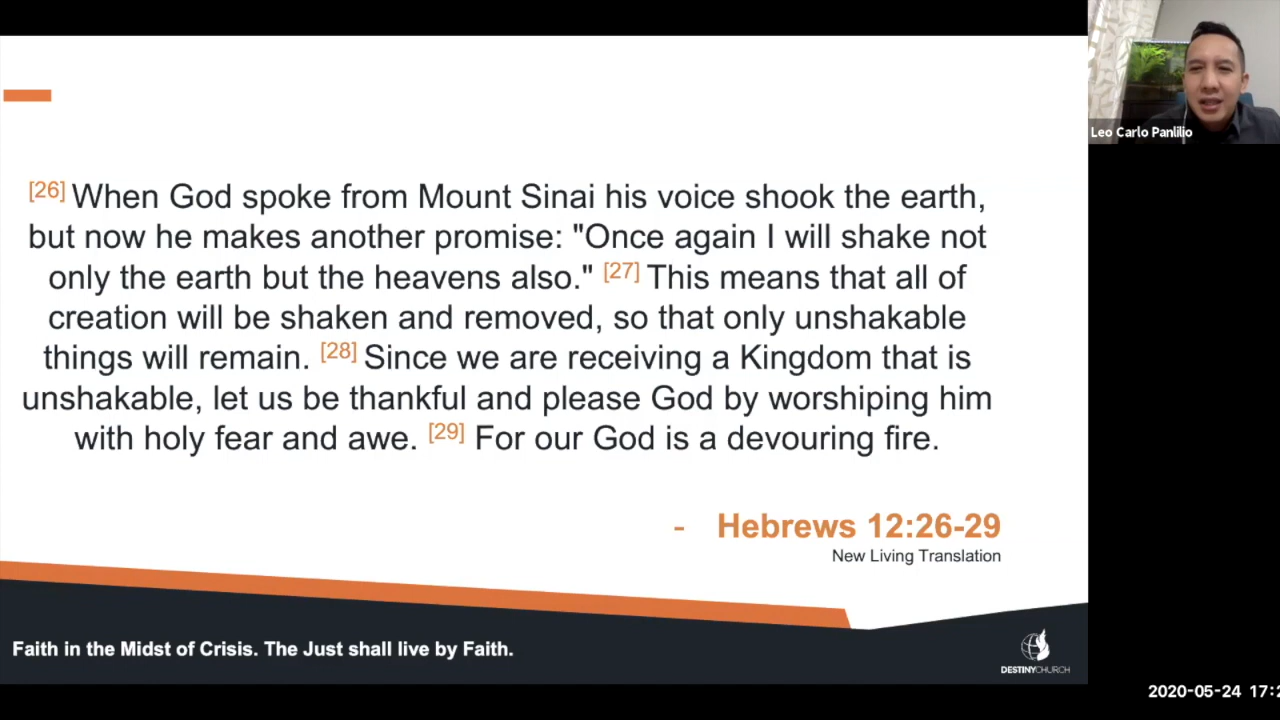 Leo Carlo Panlilio
[26] When God spoke from Mount Sinai his voice shook the earth,
but now he makes another promise: "Once again I will shake not
only the earth but the heavens also." [27] This means that all of
creation will be shaken and removed, so that only unshakable
things will remain. [28] Since we are receiving a Kingdom that is
unshakable, let us be thankful and please God by worshiping him
with holy fear and awe. [29] For our God is a devouring fire.
- Hebrews 12:26-29
New Living Translation
Faith in the Midst of Crisis. The Just shall live by Faith.
DESTINYCHURCH
2020-05-24 17:2